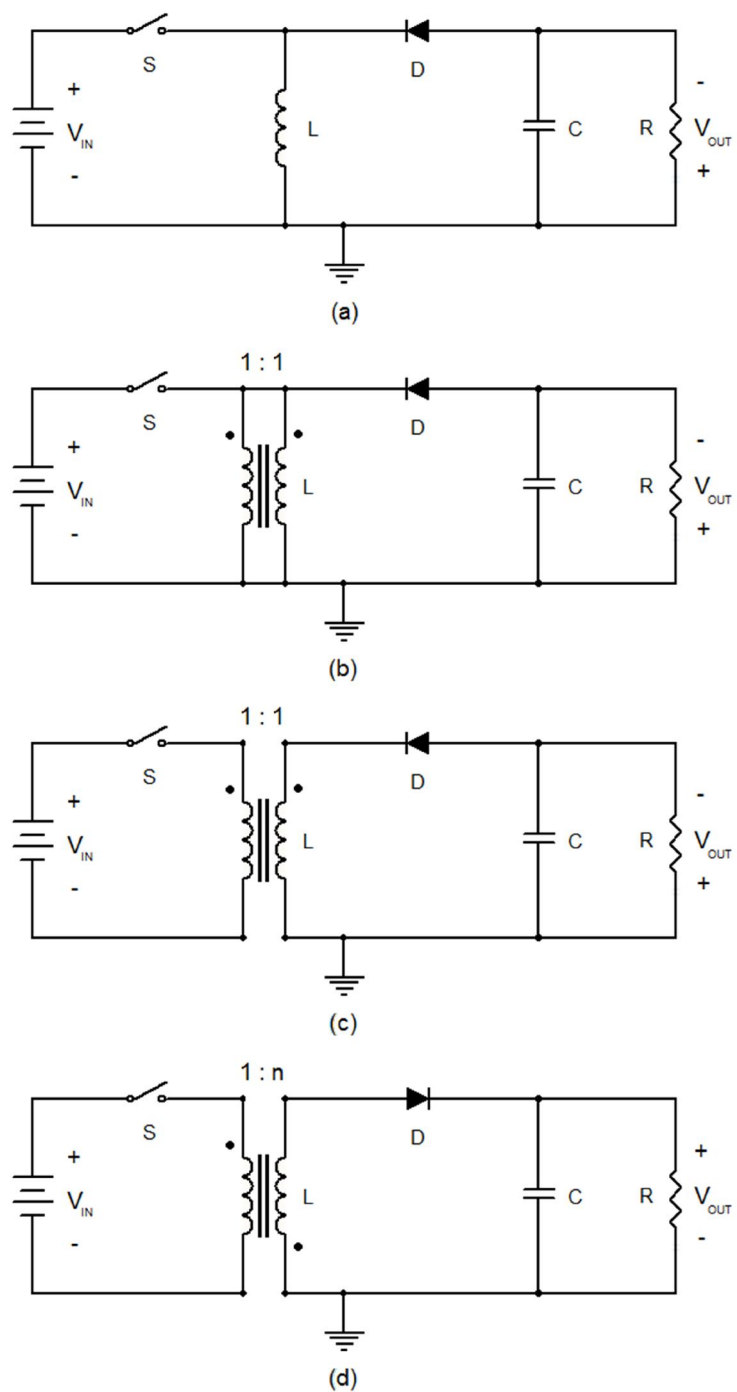 S D
+ -
V_IN L C R V_OUT
- +
(a)
1 : 1
S D
+ -
V_IN L C R V_OUT
- +
(b)
1 : 1
S D
+ -
V_IN L C R V_OUT
- +
(c)
1 : n
S D
+ +
V_IN L C R V_OUT
- -
(d)